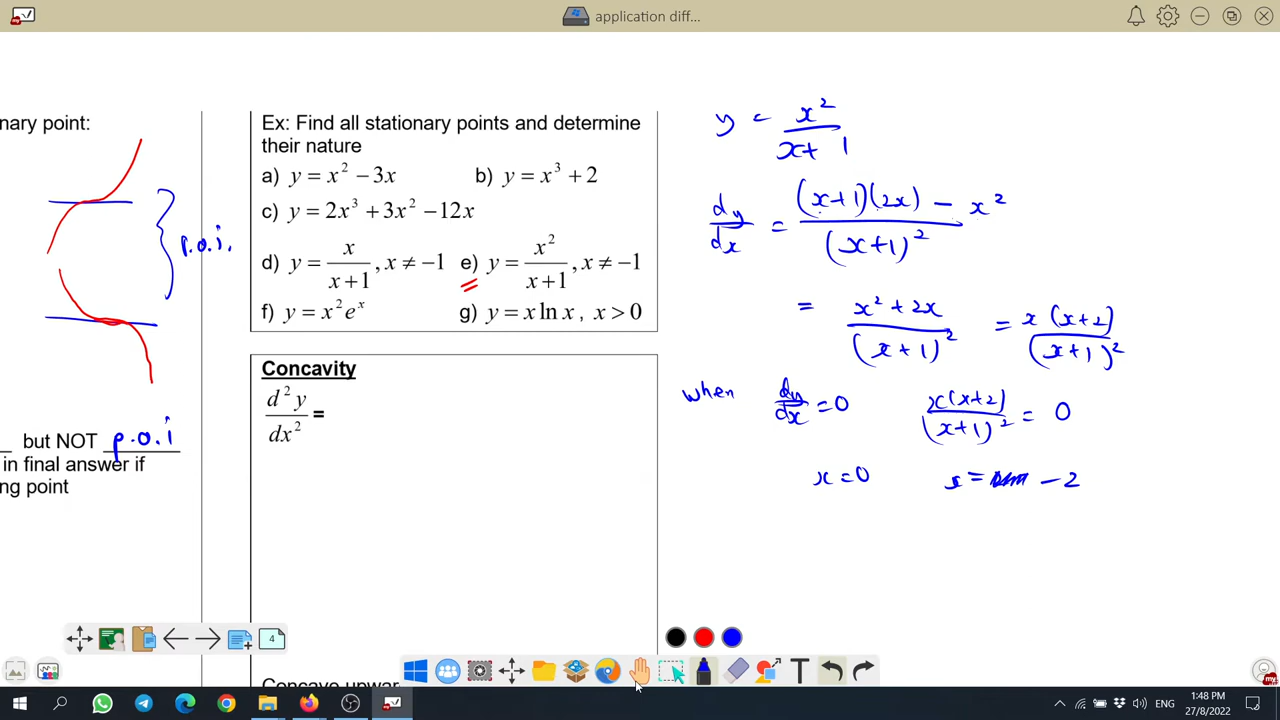 application diff...
nary point:
p.o.i.
but NOT p.o.i
in final answer if
ng point
Ex: Find all stationary points and determine
their nature
a) y = x² − 3x b) y = x³ + 2
c) y = 2x³ + 3x² − 12x
d) y = x/(x+1), x ≠ −1 e) y = x²/(x+1), x ≠ −1
f) y = x²eˣ g) y = x ln x , x > 0
Concavity
d²y/dx² =
Concave upwar
y = x²/(x+1)
dy/dx = ((x+1)(2x) − x²)/(x+1)²
= (x² + 2x)/(x+1)² = x(x+2)/(x+1)²
when dy/dx = 0 x(x+2)/(x+1)² = 0
x = 0 x = −2
4
ENG
1:48 PM
27/8/2022